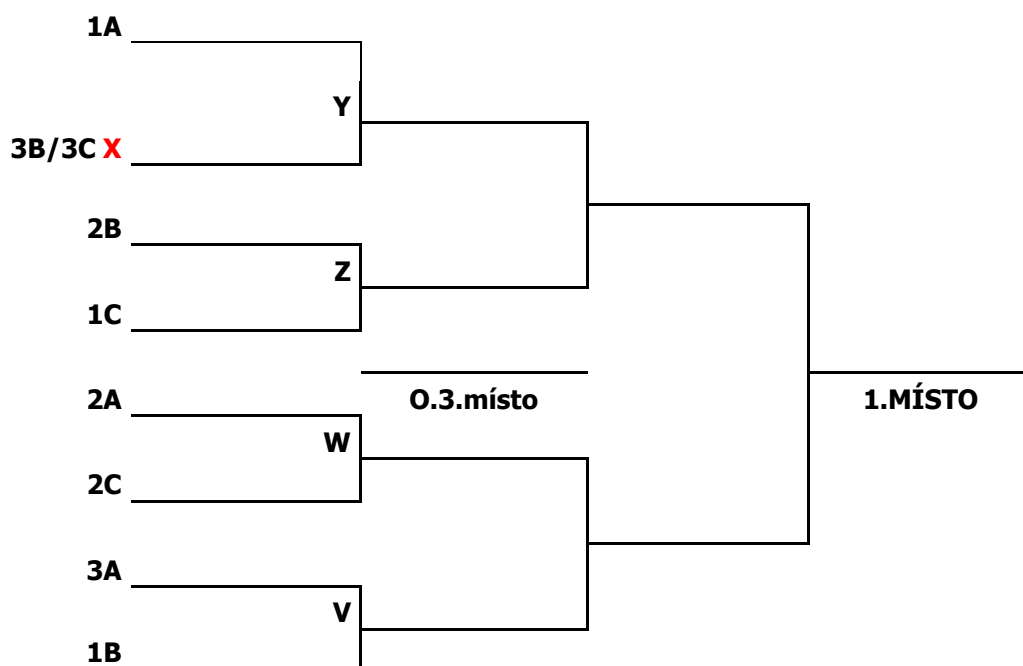 1A
Y
3B/3C X
2B
Z
1C
2A
O.3.místo
1.MÍSTO
W
2C
3A
V
1B